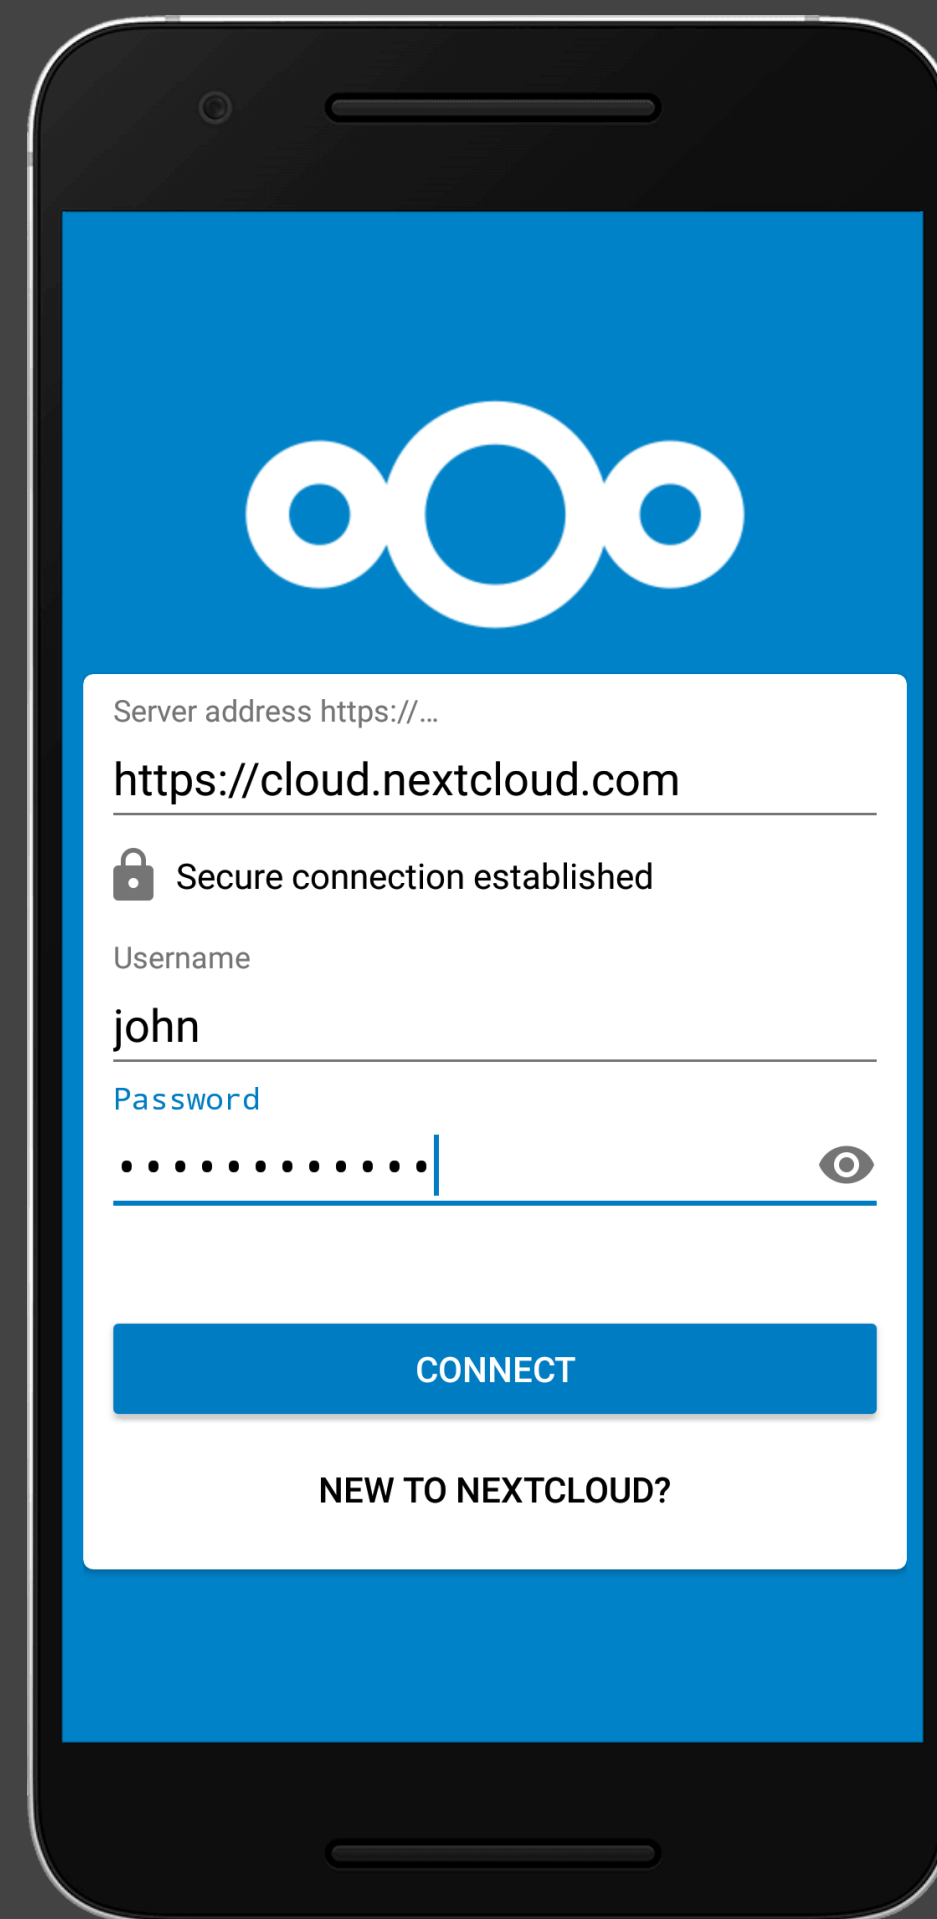 Server address https://…
https://cloud.nextcloud.com
Secure connection established
Username
john
Password
••••••••••••
CONNECT
NEW TO NEXTCLOUD?